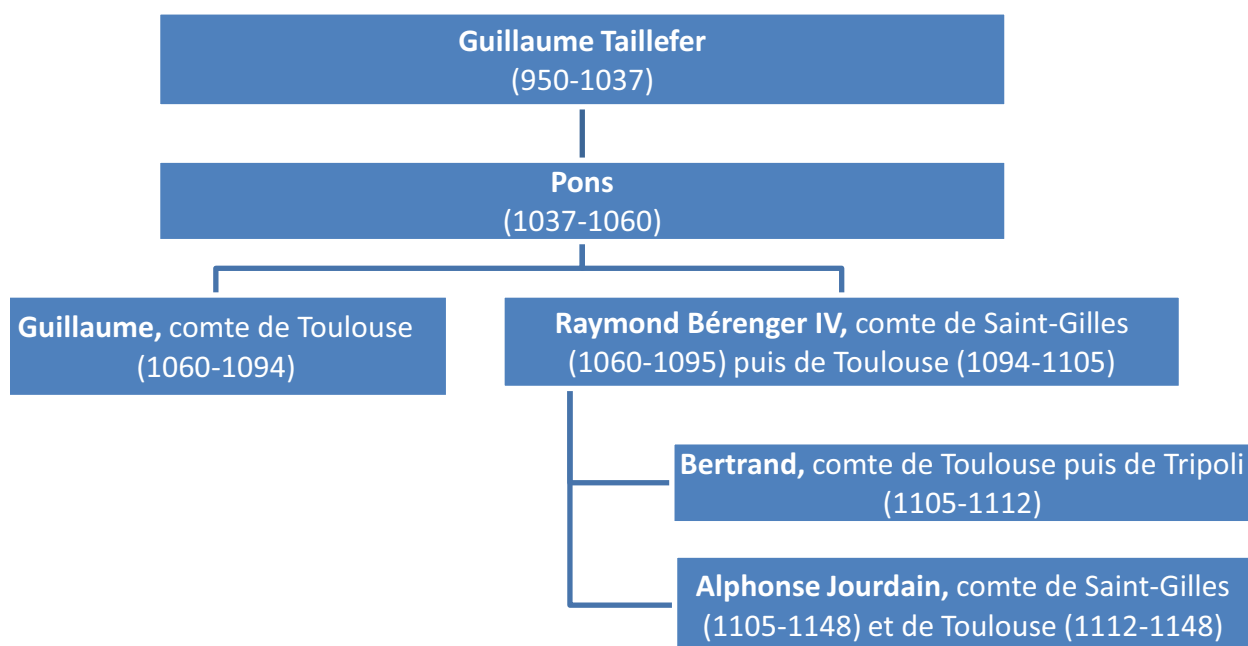 Guillaume Taillefer
(950-1037)
Pons
(1037-1060)
Guillaume, comte de Toulouse
(1060-1094)
Raymond Bérenger IV, comte de Saint-Gilles
(1060-1095) puis de Toulouse (1094-1105)
Bertrand, comte de Toulouse puis de Tripoli
(1105-1112)
Alphonse Jourdain, comte de Saint-Gilles
(1105-1148) et de Toulouse (1112-1148)